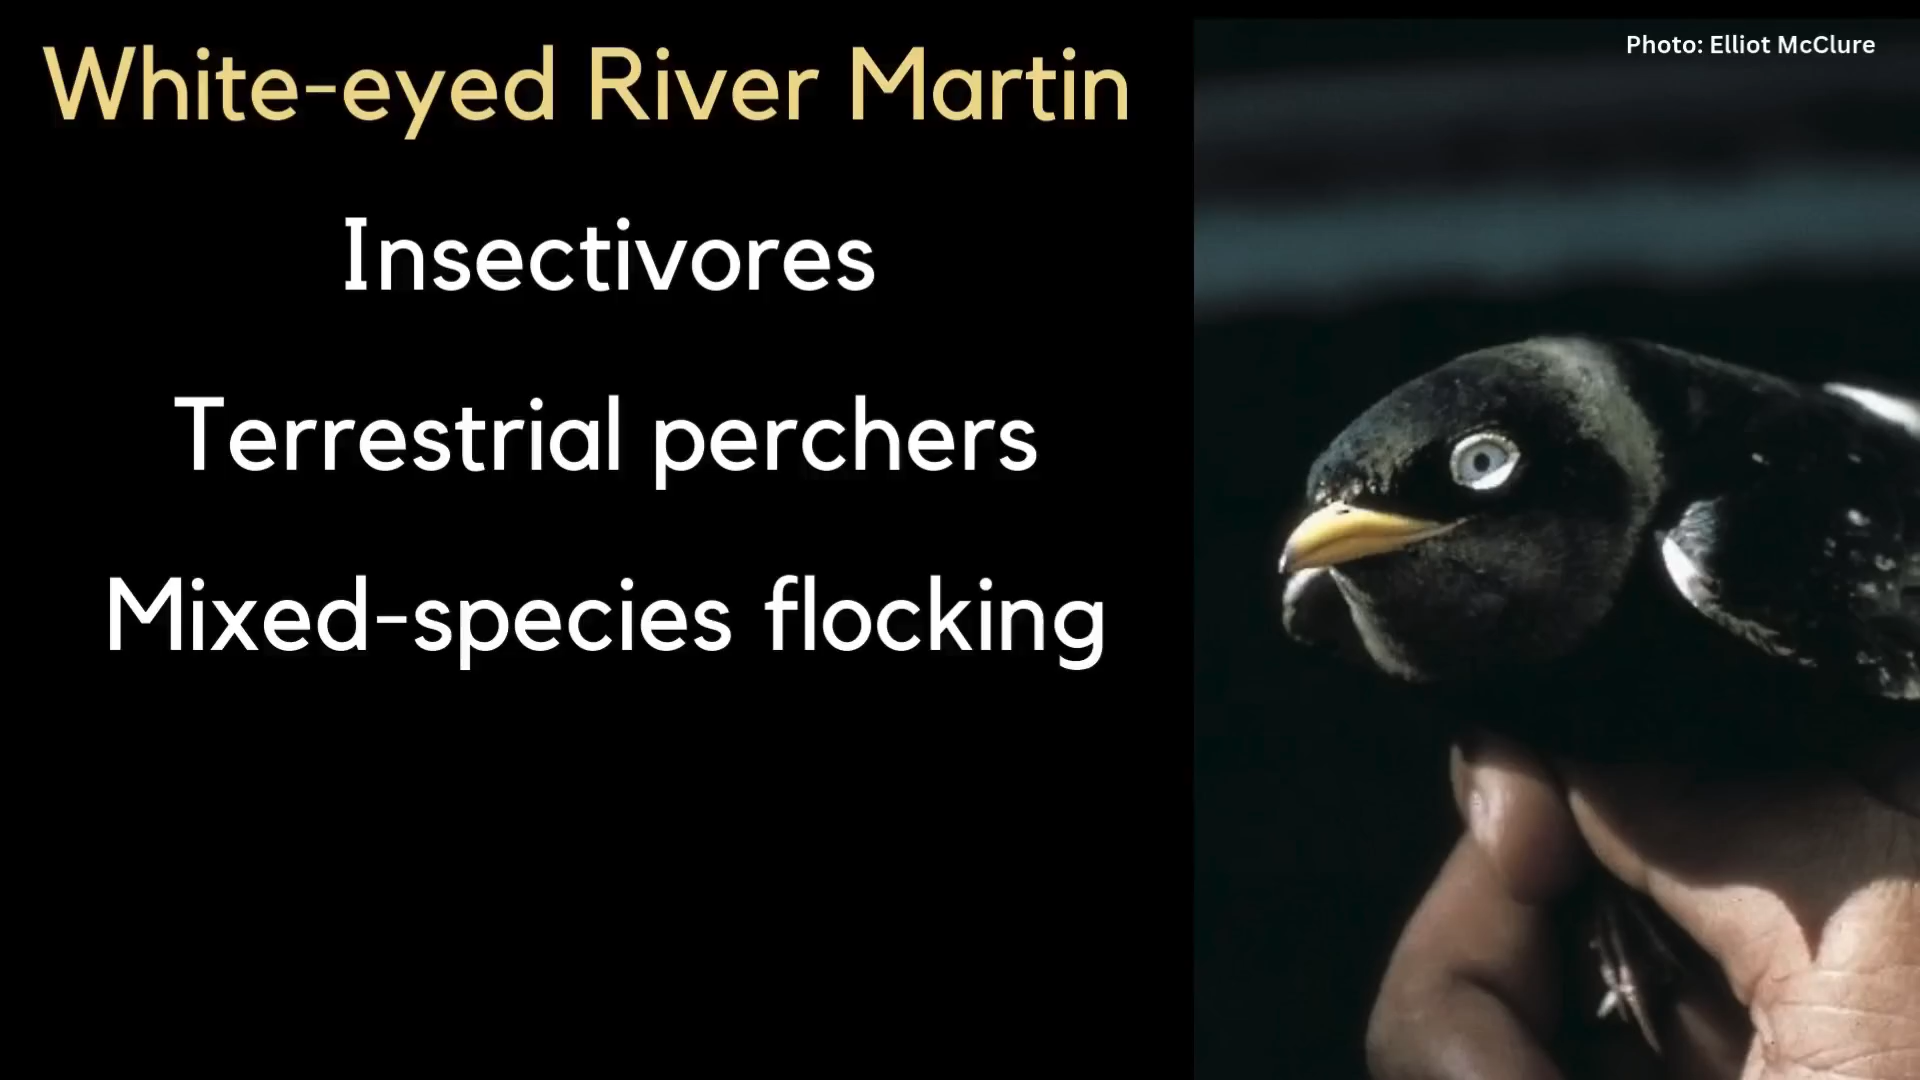 White-eyed River Martin
Photo: Elliot McClure
Insectivores
Terrestrial perchers
Mixed-species flocking